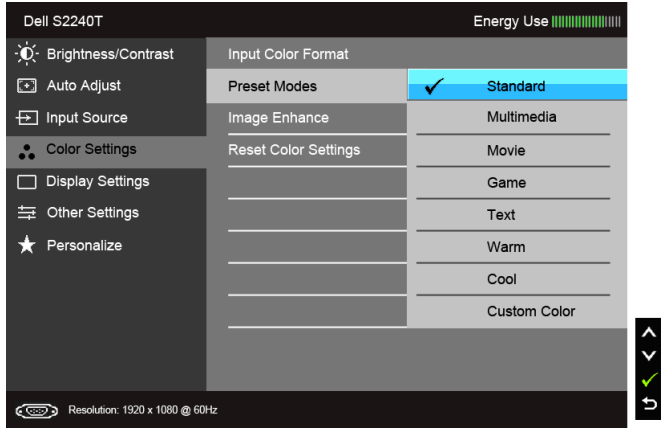 Dell S2240T
Energy Use
Brightness/Contrast
Auto Adjust
Input Source
Color Settings
Display Settings
Other Settings
Personalize
Input Color Format
Preset Modes
Image Enhance
Reset Color Settings
Standard
Multimedia
Movie
Game
Text
Warm
Cool
Custom Color
Resolution: 1920 x 1080 @ 60Hz